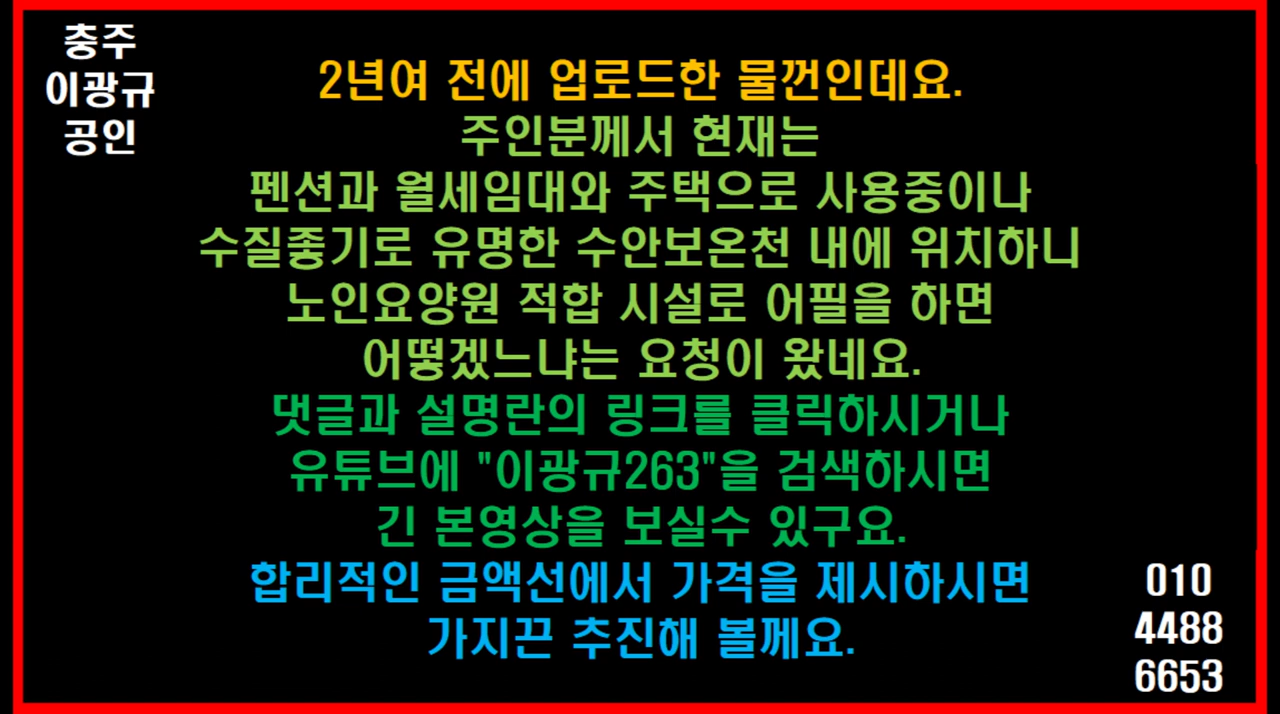 충주
이광규
공인
2년여 전에 업로드한 물껀인데요.
주인분께서 현재는
펜션과 월세임대와 주택으로 사용중이나
수질좋기로 유명한 수안보온천 내에 위치하니
노인요양원 적합 시설로 어필을 하면
어떻겠느냐는 요청이 왔네요.
댓글과 설명란의 링크를 클릭하시거나
유튜브에 "이광규263"을 검색하시면
긴 본영상을 보실수 있구요.
합리적인 금액선에서 가격을 제시하시면
가지끈 추진해 볼께요.
010
4488
6653